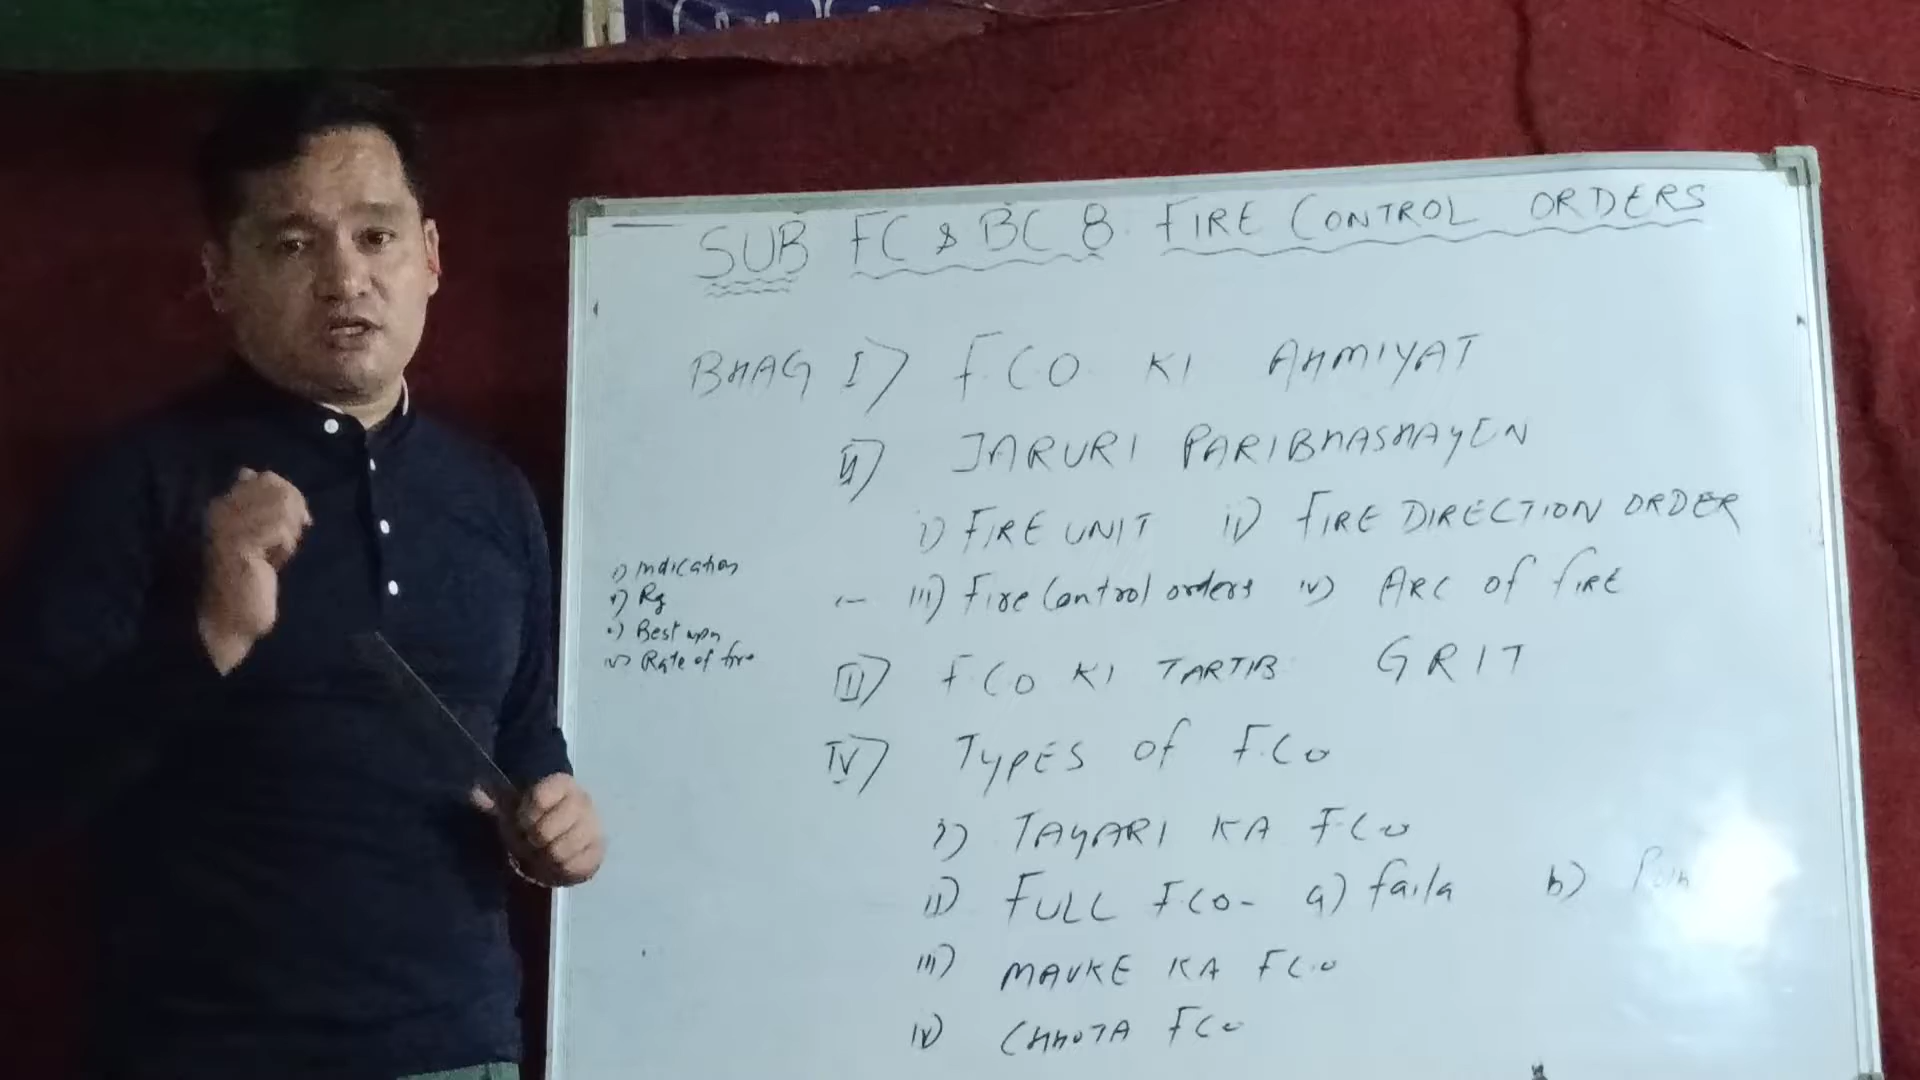 SUB FC & BC 8 FIRE CONTROL ORDERS
BHAG I) F.C.O. KI AHMIYAT
II) JARURI PARIBHASHAYEN
i) FIRE UNIT ii) FIRE DIRECTION ORDER
iii) Fire Control orders iv) ARC of fiRE
i) Indication
ii) Rg
iii) Best wpn
iv) Rate of fire
III) F.C.O KI TARTIB GRIT
IV) TYPES Of F.C.O
i) TAYARI KA F.C.O
ii) FULL F.C.O- a) faila b)
iii) MAUKE KA F.C.O
iv) CHHOTA FCO